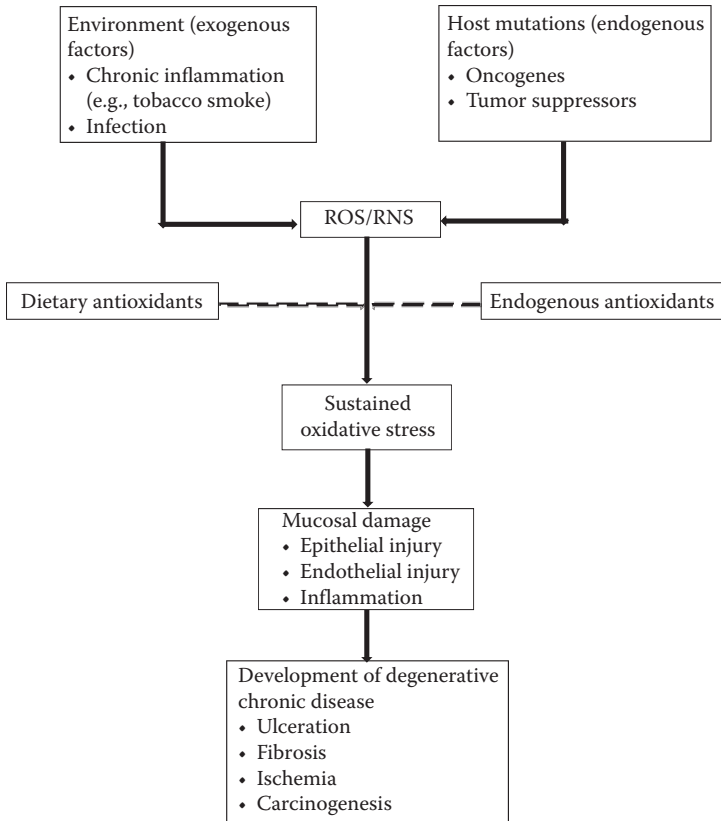 Environment (exogenous
factors)
• Chronic inflammation
(e.g., tobacco smoke)
• Infection
Host mutations (endogenous
factors)
• Oncogenes
• Tumor suppressors
ROS/RNS
Dietary antioxidants
Endogenous antioxidants
Sustained
oxidative stress
Mucosal damage
• Epithelial injury
• Endothelial injury
• Inflammation
Development of degenerative
chronic disease
• Ulceration
• Fibrosis
• Ischemia
• Carcinogenesis